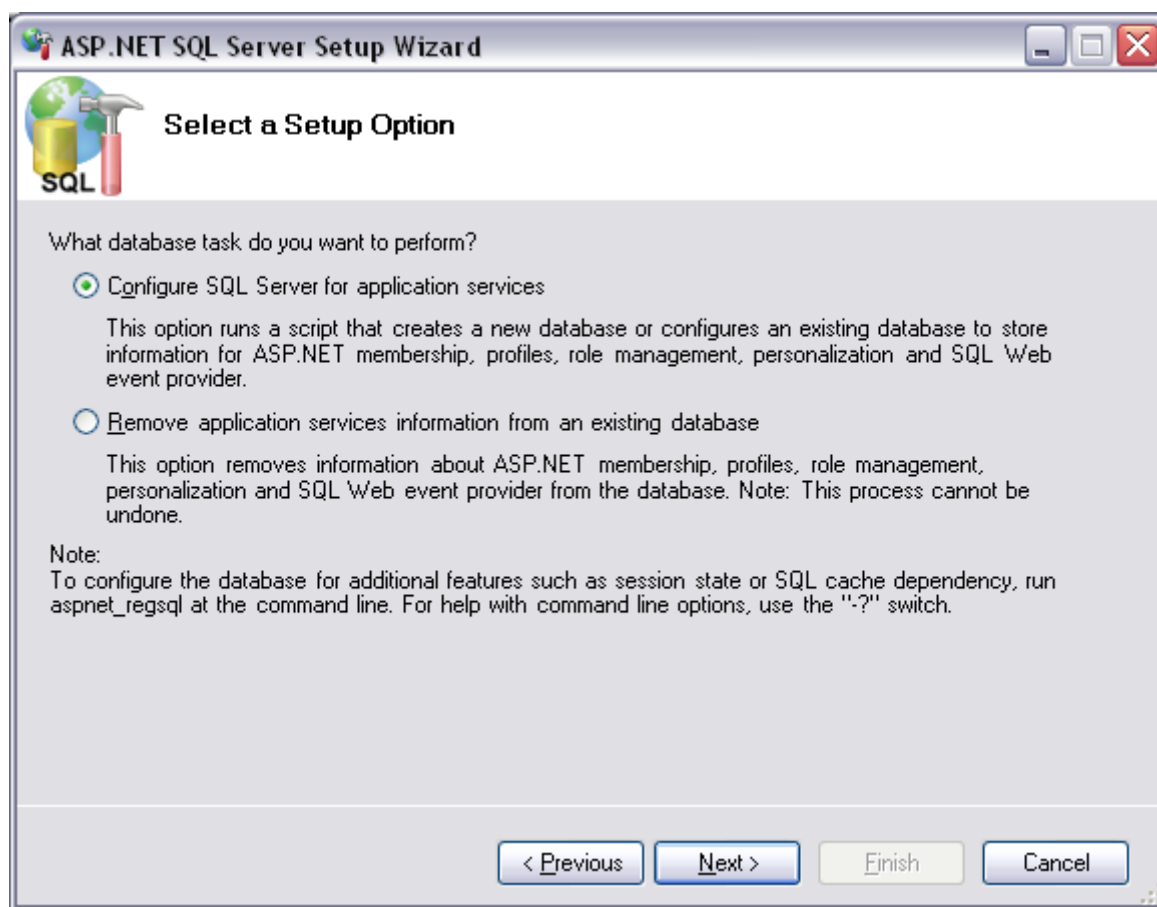 ASP.NET SQL Server Setup Wizard
Select a Setup Option
SQL
What database task do you want to perform?
Configure SQL Server for application services
This option runs a script that creates a new database or configures an existing database to store
information for ASP.NET membership, profiles, role management, personalization and SQL Web
event provider.
Remove application services information from an existing database
This option removes information about ASP.NET membership, profiles, role management,
personalization and SQL Web event provider from the database. Note: This process cannot be
undone.
Note:
To configure the database for additional features such as session state or SQL cache dependency, run
aspnet_regsql at the command line. For help with command line options, use the "-?" switch.
< Previous Next > Finish Cancel